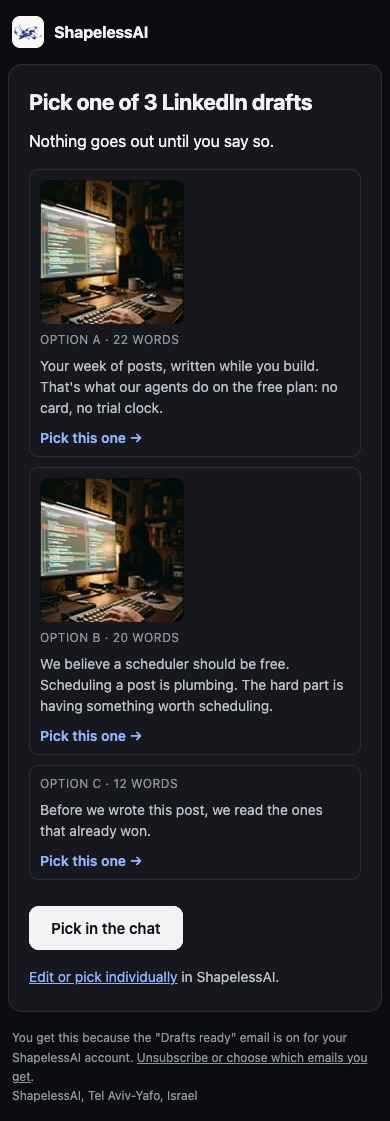 ShapelessAI
Pick one of 3 LinkedIn drafts
Nothing goes out until you say so.
OPTION A · 22 WORDS
Your week of posts, written while you build.
That's what our agents do on the free plan: no
card, no trial clock.
Pick this one →
OPTION B · 20 WORDS
We believe a scheduler should be free.
Scheduling a post is plumbing. The hard part is
having something worth scheduling.
Pick this one →
OPTION C · 12 WORDS
Before we wrote this post, we read the ones
that already won.
Pick this one →
Pick in the chat
Edit or pick individually in ShapelessAI.
You get this because the "Drafts ready" email is on for your
ShapelessAI account. Unsubscribe or choose which emails you
get.
ShapelessAI, Tel Aviv-Yafo, Israel